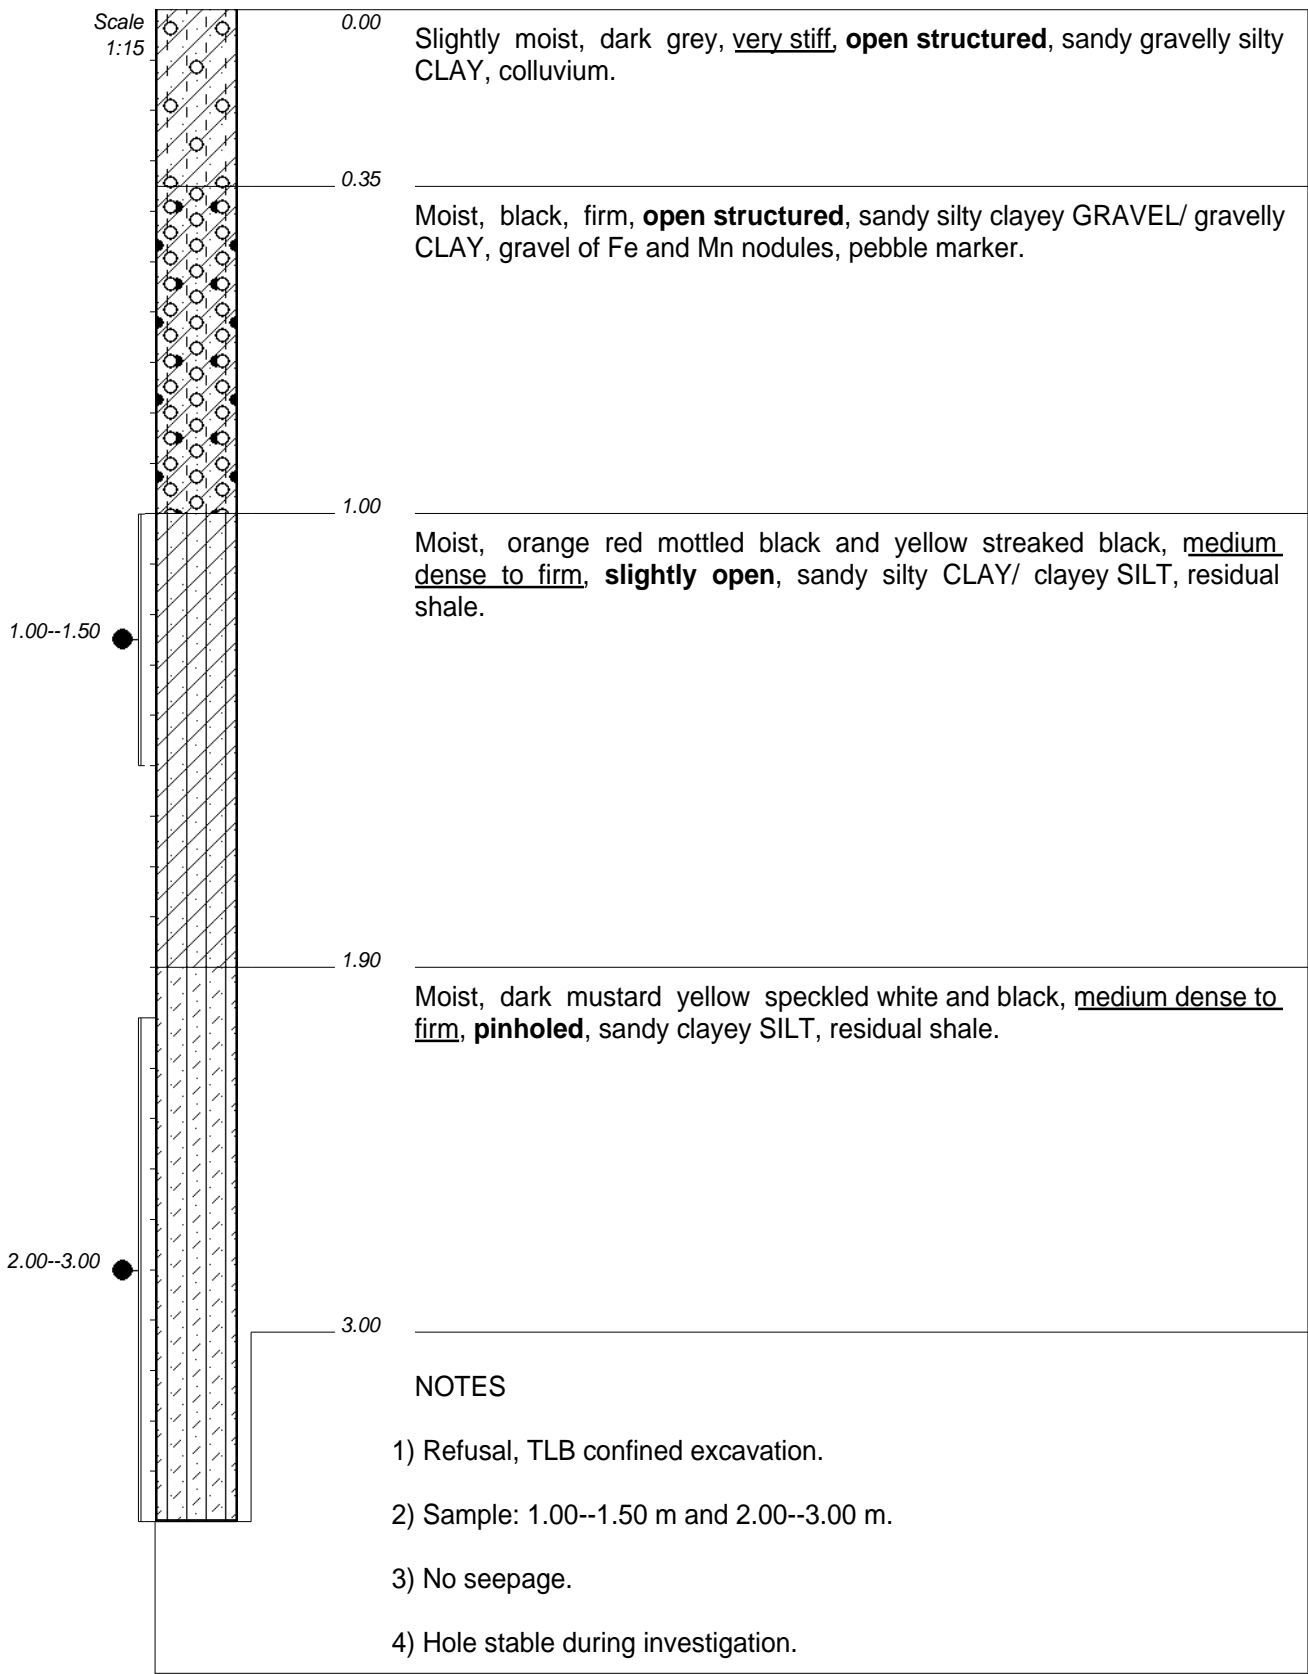 Scale
1:15
0.00
Slightly moist, dark grey, very stiff, open structured, sandy gravelly silty
CLAY, colluvium.
0.35
Moist, black, firm, open structured, sandy silty clayey GRAVEL/ gravelly
CLAY, gravel of Fe and Mn nodules, pebble marker.
1.00
Moist, orange red mottled black and yellow streaked black, medium
dense to firm, slightly open, sandy silty CLAY/ clayey SILT, residual
shale.
1.00--1.50
1.90
Moist, dark mustard yellow speckled white and black, medium dense to
firm, pinholed, sandy clayey SILT, residual shale.
2.00--3.00
3.00
NOTES
1) Refusal, TLB confined excavation.
2) Sample: 1.00--1.50 m and 2.00--3.00 m.
3) No seepage.
4) Hole stable during investigation.